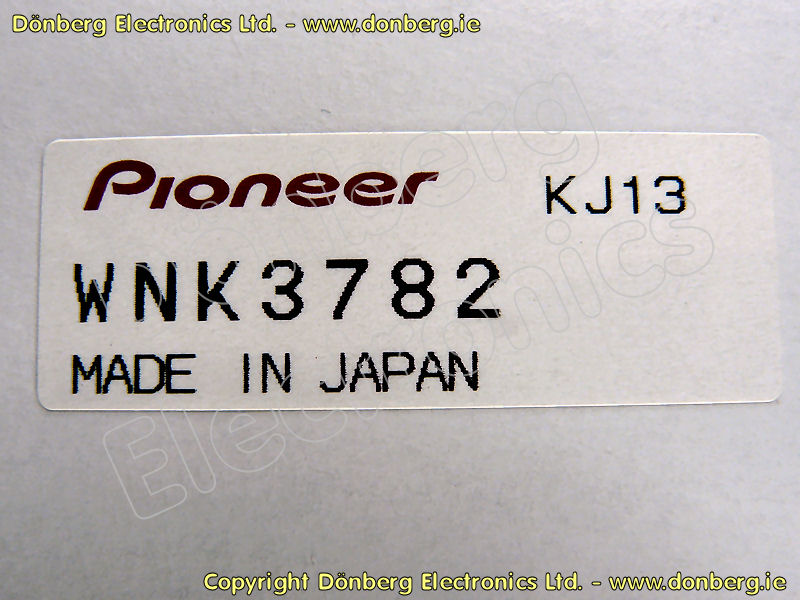 Dönberg Electronics Ltd. - www.donberg.ie
Pioneer KJ13
WNK3782
MADE IN JAPAN
Dönberg
Electronics
Copyright Dönberg Electronics Ltd. - www.donberg.ie